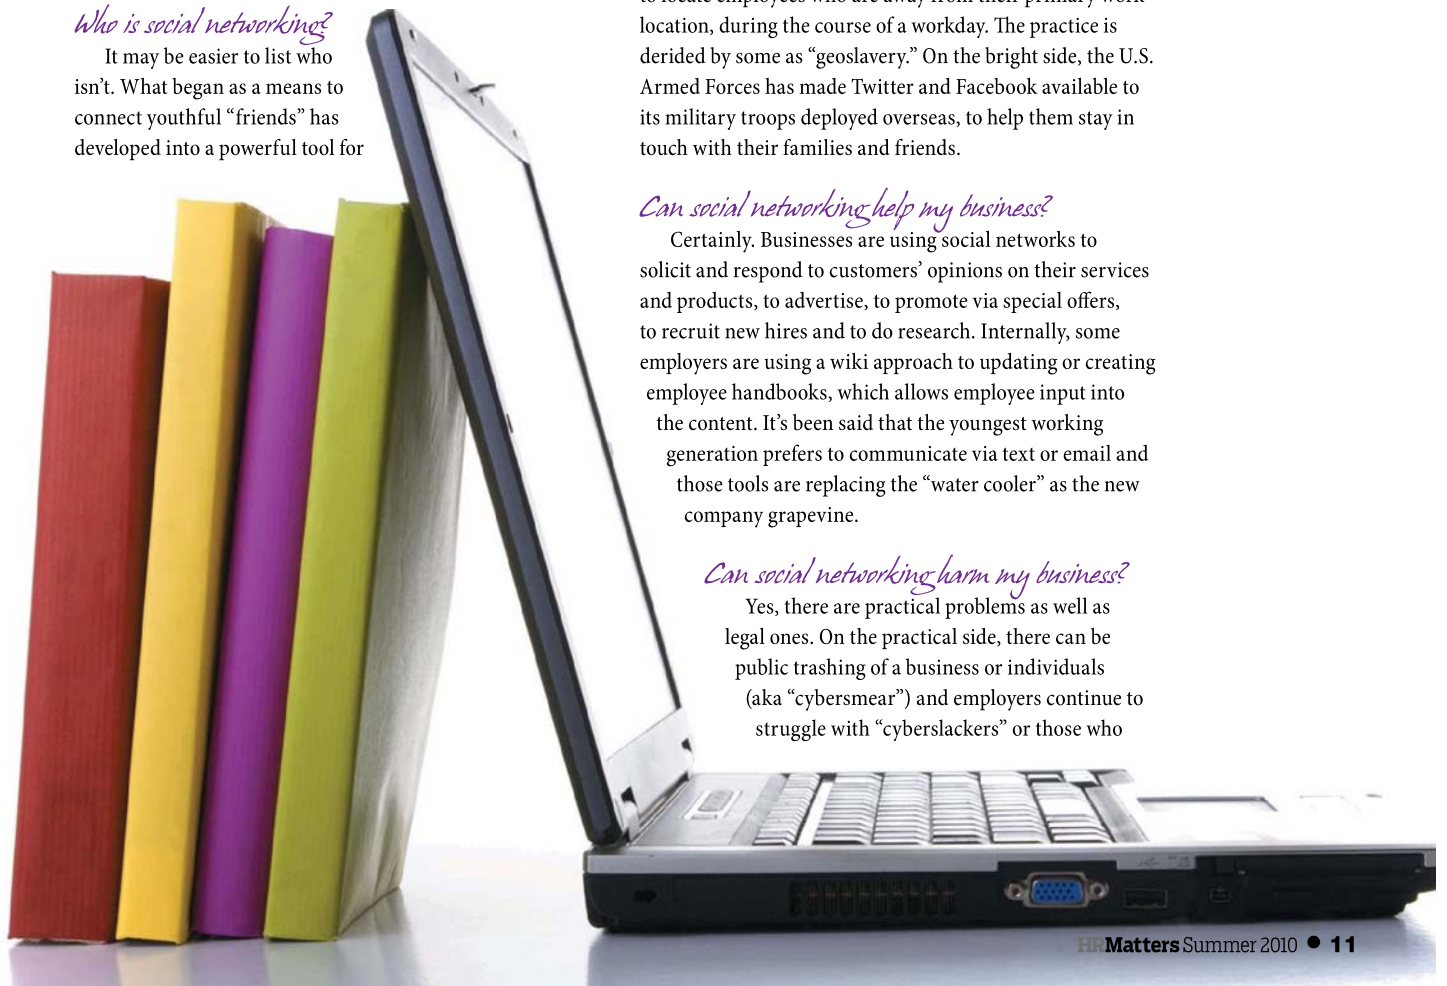 Who is social networking?
It may be easier to list who
isn’t. What began as a means to
connect youthful “friends” has
developed into a powerful tool for
to locate employees who are away from their primary work
location, during the course of a workday. The practice is
derided by some as “geoslavery.” On the bright side, the U.S.
Armed Forces has made Twitter and Facebook available to
its military troops deployed overseas, to help them stay in
touch with their families and friends.
Can social networking help my business?
Certainly. Businesses are using social networks to
solicit and respond to customers’ opinions on their services
and products, to advertise, to promote via special offers,
to recruit new hires and to do research. Internally, some
employers are using a wiki approach to updating or creating
employee handbooks, which allows employee input into
the content. It’s been said that the youngest working
generation prefers to communicate via text or email and
those tools are replacing the “water cooler” as the new
company grapevine.
Can social networking harm my business?
Yes, there are practical problems as well as
legal ones. On the practical side, there can be
public trashing of a business or individuals
(aka “cybersmear”) and employers continue to
struggle with “cyberslackers” or those who
HRMatters Summer 2010 • 11